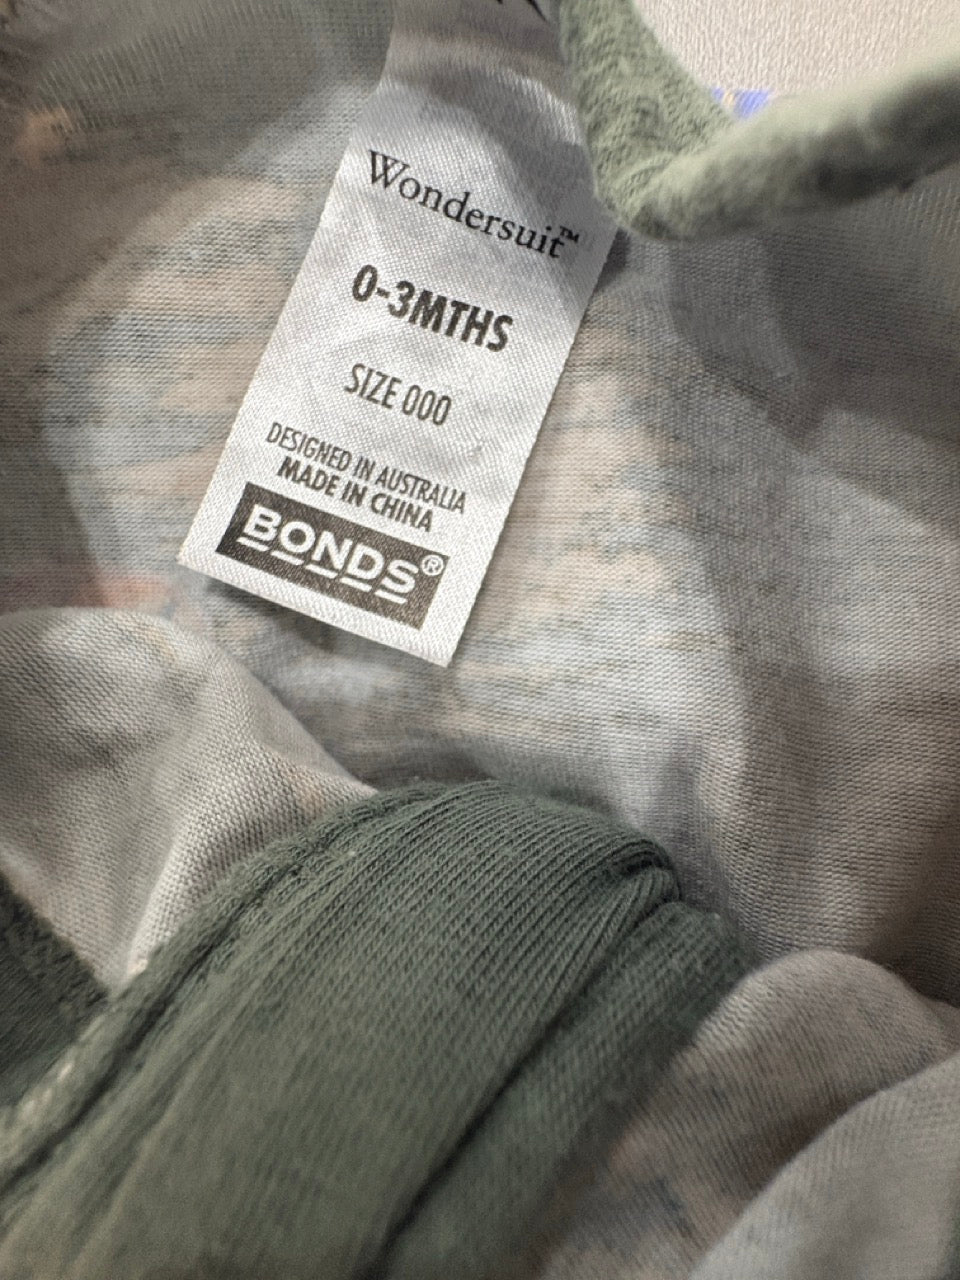 Wondersuit™
0-3MTHS
SIZE 000
DESIGNED IN AUSTRALIA
MADE IN CHINA
BONDS®